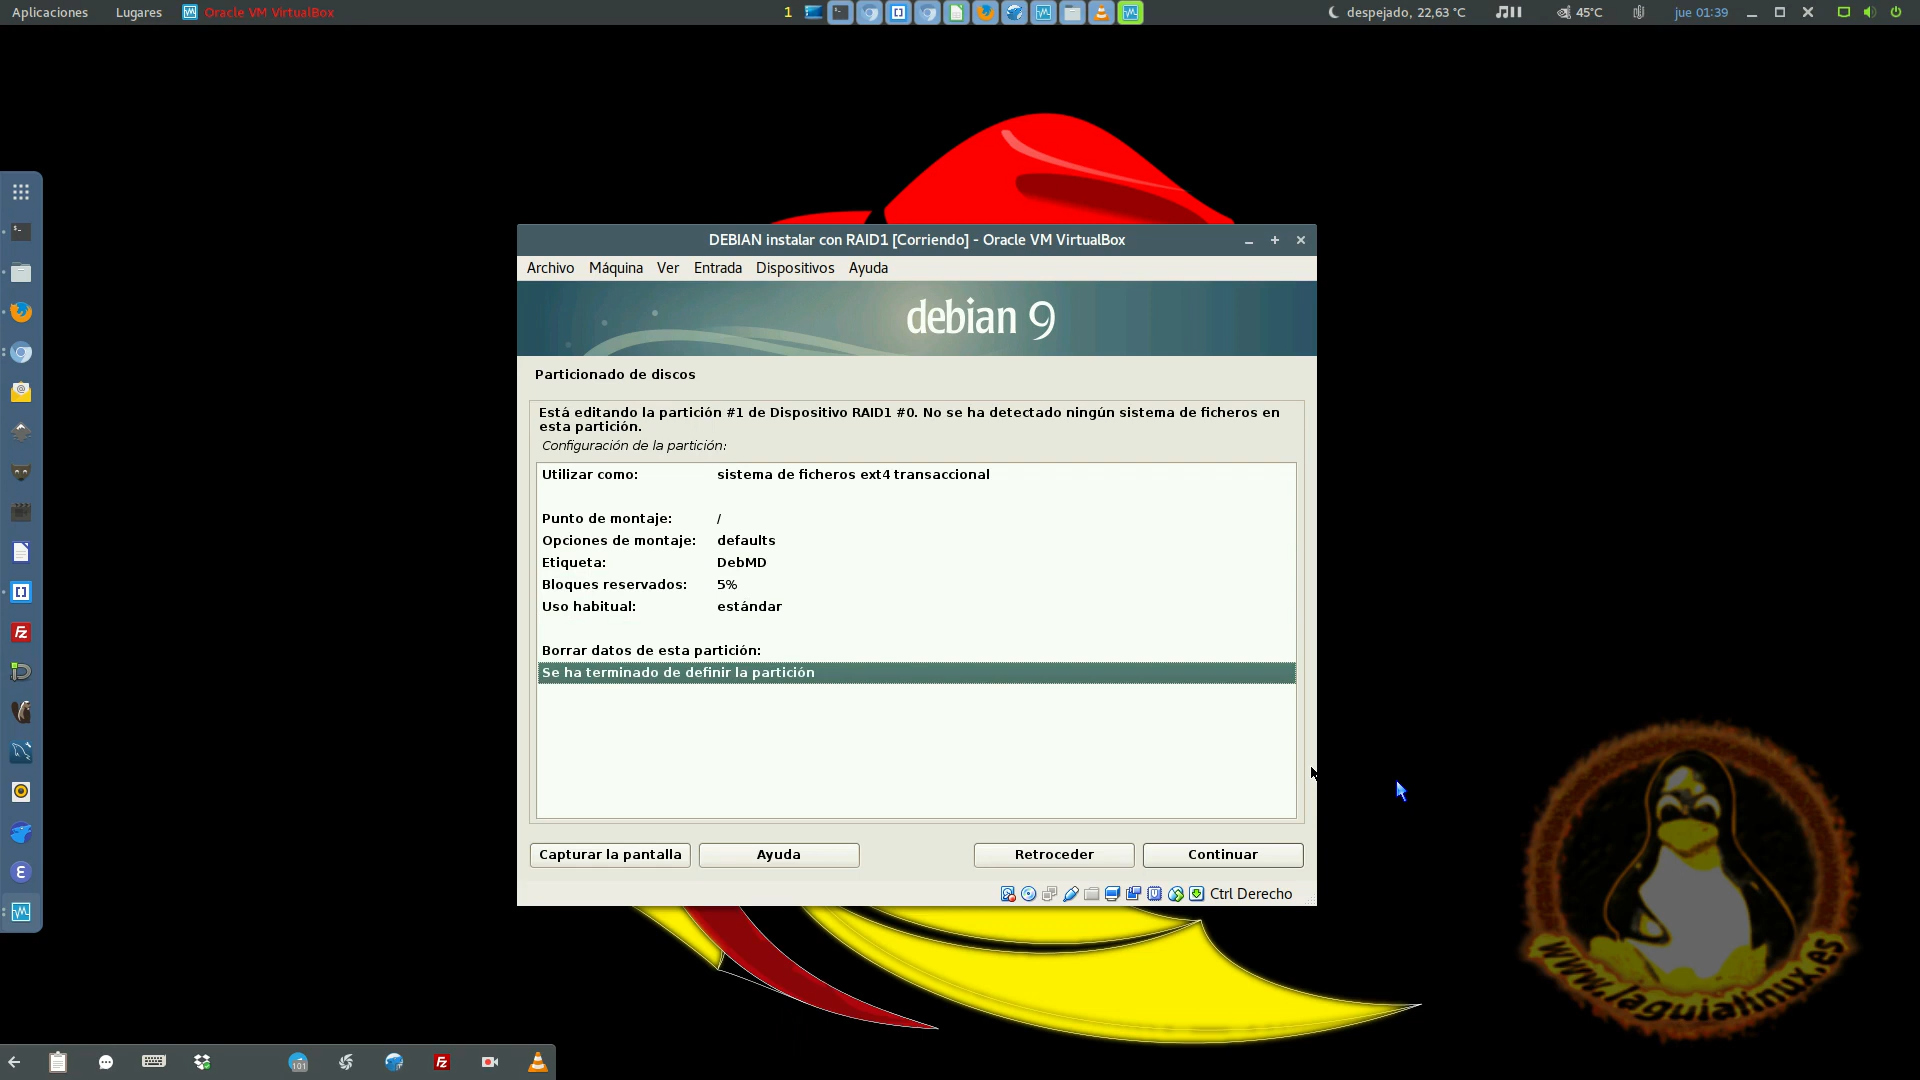 Aplicaciones Lugares Oracle VM VirtualBox 1 despejado, 22,63 °C 45°C jue 01:39
DEBIAN instalar con RAID1 [Corriendo] - Oracle VM VirtualBox
Archivo Máquina Ver Entrada Dispositivos Ayuda
debian 9
Particionado de discos
Está editando la partición #1 de Dispositivo RAID1 #0. No se ha detectado ningún sistema de ficheros en
esta partición.
Configuración de la partición:
Utilizar como: sistema de ficheros ext4 transaccional
Punto de montaje: /
Opciones de montaje: defaults
Etiqueta: DebMD
Bloques reservados: 5%
Uso habitual: estándar
Borrar datos de esta partición:
Se ha terminado de definir la partición
Capturar la pantalla Ayuda Retroceder Continuar
Ctrl Derecho
www.laguialinux.es
101